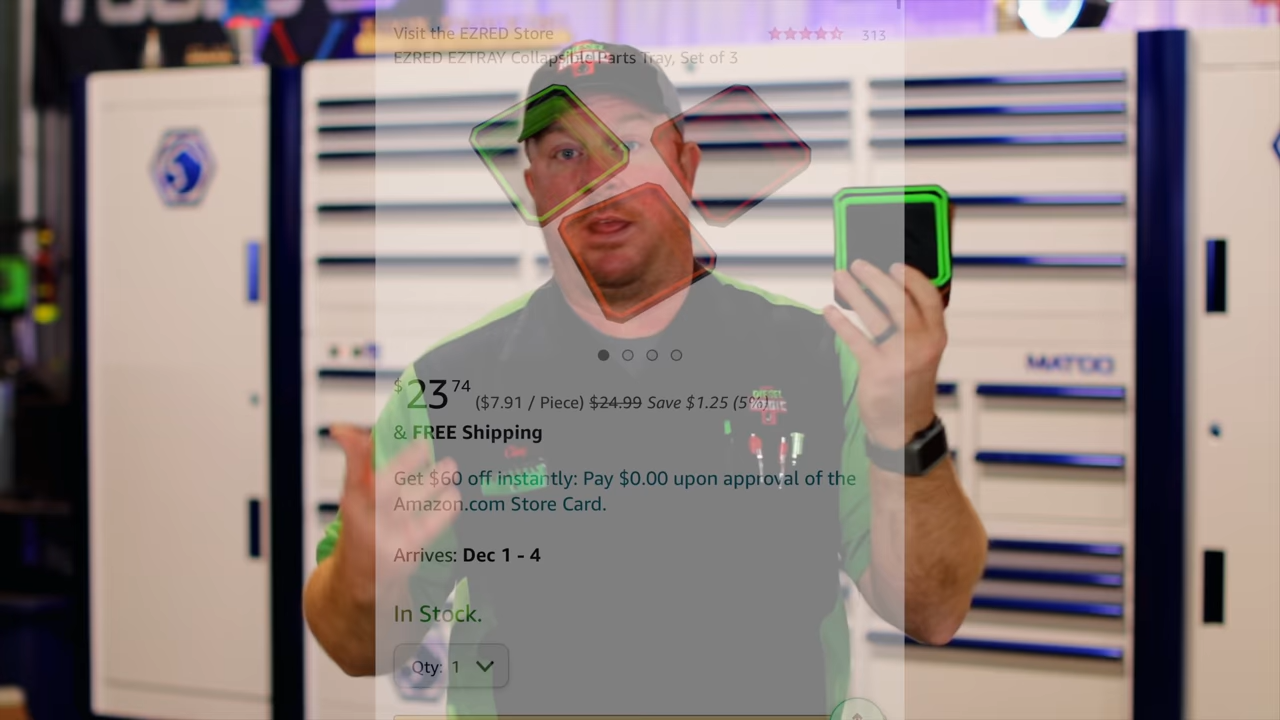 Visit the EZRED Store 313
EZRED EZTRAY Collapsible Parts Tray, Set of 3
$23.74 ($7.91 / Piece) $24.99 Save $1.25 (5%)
& FREE Shipping
Get $60 off instantly: Pay $0.00 upon approval of the
Amazon.com Store Card.
Arrives: Dec 1 - 4
In Stock.
Qty: 1
MATCO